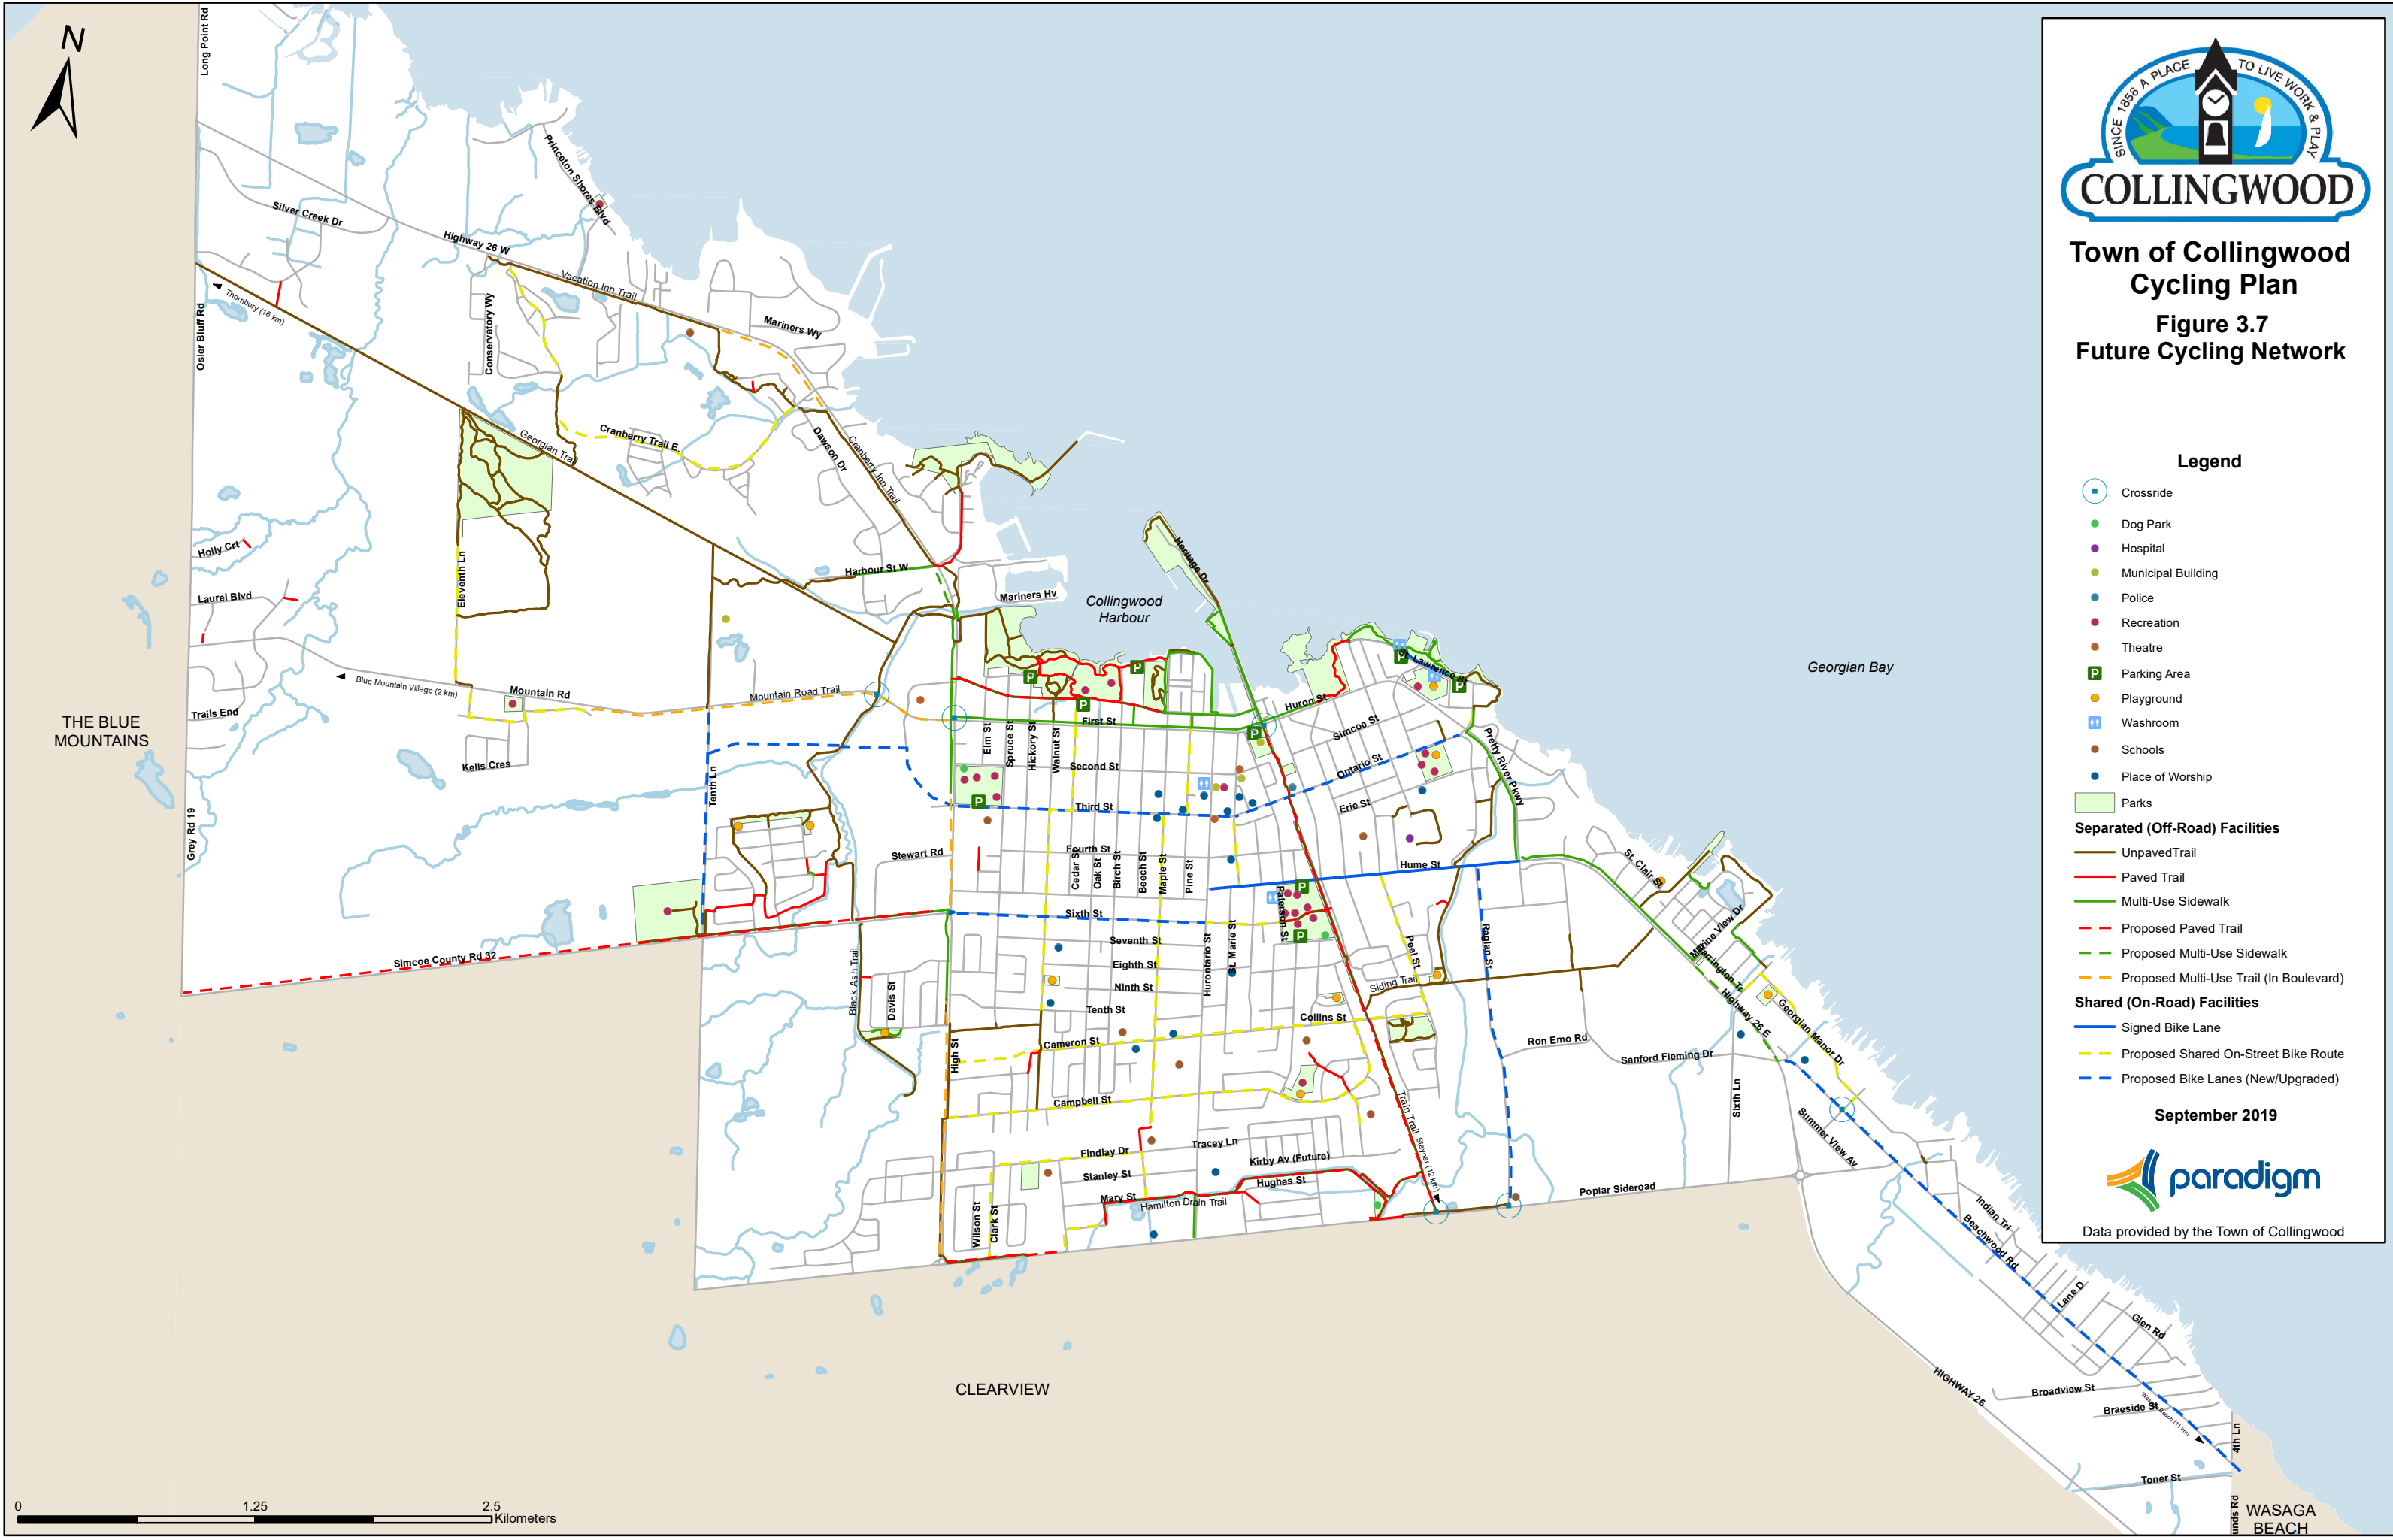 N
Long Point Rd
Princeton Shores Blvd
Silver Creek Dr
Highway 26 W
Vacation Inn Trail
Mariners Wy
Thornbury (16 km)
Osler Bluff Rd
Conservatory Wy
Cranberry Trail E.
Georgian Trail
Dawson Dr
Cranberry Inn Trail
Holly Crt
Laurel Blvd
Eleventh Ln
Harbour St W
Mariners Hv
Collingwood
Harbour
Heritage Dr
Georgian Bay
St. Lawrence St
Huron St
Blue Mountain Village (2 km)
Mountain Rd
Mountain Road Trail
Trails End
THE BLUE
MOUNTAINS
Kells Cres
Grey Rd 19
Tenth Ln
First St
Elm St
Spruce St
Hickory St
Walnut St
Second St
Third St
Simcoe St
Ontario St
Erie St
Pretty River Pkwy
Stewart Rd
Fourth St
Cedar St
Oak St
Birch St
Beech St
Maple St
Pine St
Hume St
Paterson St
St. Clair St
Sixth St
Seventh St
Eighth St
Ninth St
Tenth St
Hurontario St
St. Marie St
Peel St
Raglan St
Siding Trail
Marine View Dr
Barrington Tr
Highway 26 E
Georgian Manor Dr
Simcoe County Rd 32
Black Ash Trail
Davis St
High St
Cameron St
Collins St
Ron Emo Rd
Sanford Fleming Dr
Sixth Ln
Campbell St
Train Trail
Stayner (12 km)
Findlay Dr
Tracey Ln
Kirby Av (Future)
Stanley St
Hughes St
Mary St
Hamilton Drain Trail
Wilson St
Clark St
Poplar Sideroad
Summer View Av
Indian Trl
Beachwood Rd
Lane D
Glen Rd
HIGHWAY 26
Broadview St
Braeside St
Wasaga Beach (11 km)
4th Ln
Toner St
unds Rd
WASAGA
BEACH
CLEARVIEW
0 1.25 2.5
Kilometers
SINCE 1858 A PLACE TO LIVE WORK & PLAY
COLLINGWOOD
Town of Collingwood
Cycling Plan
Figure 3.7
Future Cycling Network
Legend
Crossride
Dog Park
Hospital
Municipal Building
Police
Recreation
Theatre
P Parking Area
Playground
Washroom
Schools
Place of Worship
Parks
Separated (Off-Road) Facilities
UnpavedTrail
Paved Trail
Multi-Use Sidewalk
Proposed Paved Trail
Proposed Multi-Use Sidewalk
Proposed Multi-Use Trail (In Boulevard)
Shared (On-Road) Facilities
Signed Bike Lane
Proposed Shared On-Street Bike Route
Proposed Bike Lanes (New/Upgraded)
September 2019
paradigm
Data provided by the Town of Collingwood